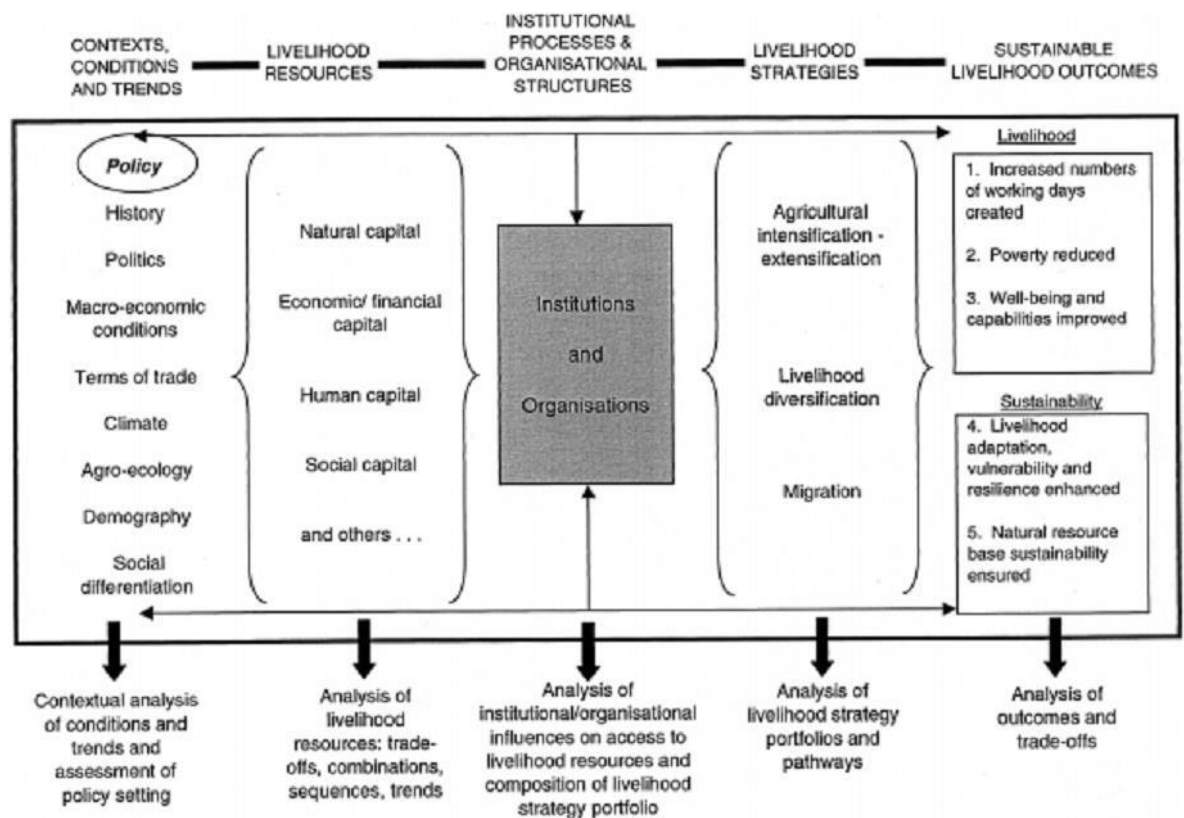 CONTEXTS,
CONDITIONS
AND TRENDS
LIVELIHOOD
RESOURCES
INSTITUTIONAL
PROCESSES &
ORGANISATIONAL
STRUCTURES
LIVELIHOOD
STRATEGIES
SUSTAINABLE
LIVELIHOOD OUTCOMES
Policy
History
Politics
Macro-economic
conditions
Terms of trade
Climate
Agro-ecology
Demography
Social
differentiation
Natural capital
Economic/ financial
capital
Human capital
Social capital
and others . . .
Institutions
and
Organisations
Agricultural
intensification -
extensification
Livelihood
diversification
Migration
Livelihood
1. Increased numbers
of working days
created
2. Poverty reduced
3. Well-being and
capabilities improved
Sustainability
4. Livelihood
adaptation,
vulnerability and
resilience enhanced
5. Natural resource
base sustainability
ensured
Contextual analysis
of conditions and
trends and
assessment of
policy setting
Analysis of
livelihood
resources: trade-
offs, combinations,
sequences, trends
Analysis of
institutional/organisational
influences on access to
livelihood resources and
composition of livelihood
strategy portfolio
Analysis of
livelihood strategy
portfolios and
pathways
Analysis of
outcomes and
trade-offs